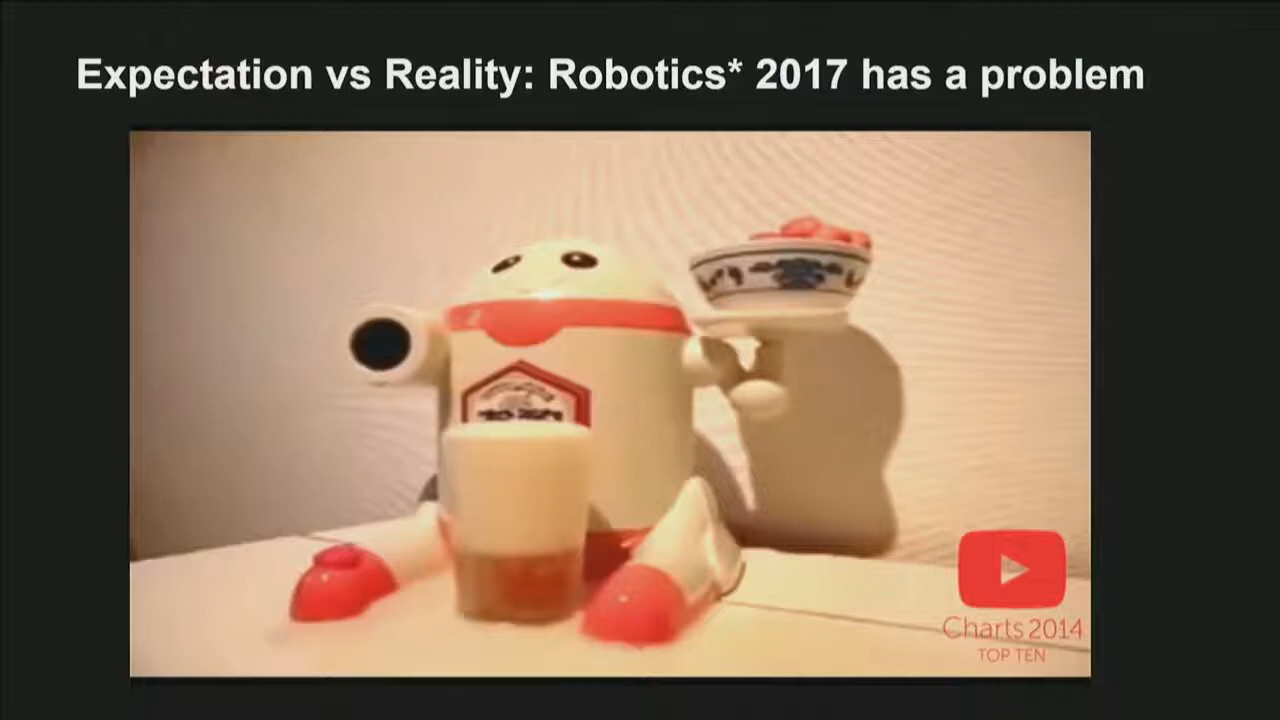 Expectation vs Reality: Robotics* 2017 has a problem
Charts 2014
TOP TEN